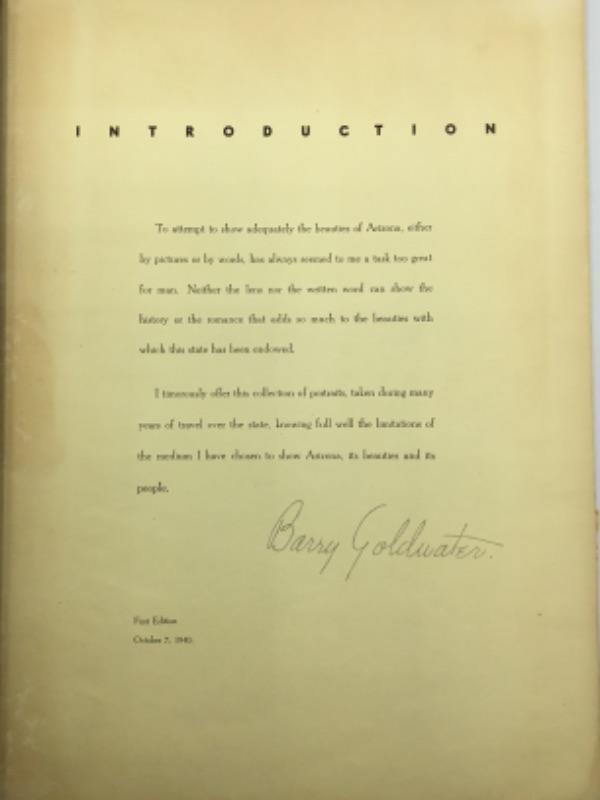 INTRODUCTION
To attempt to show adequately the beauties of Arizona, either
by pictures or by words, has always seemed to me a task too great
for man. Neither the lens nor the written word can show the
history or the romance that adds so much to the beauties with
which this state has been endowed.
I timorously offer this collection of portraits, taken during many
years of travel over the state, knowing full well the limitations of
the medium I have chosen to show Arizona, its beauties and its
people.
Barry Goldwater.
First Edition
October 7, 1940.